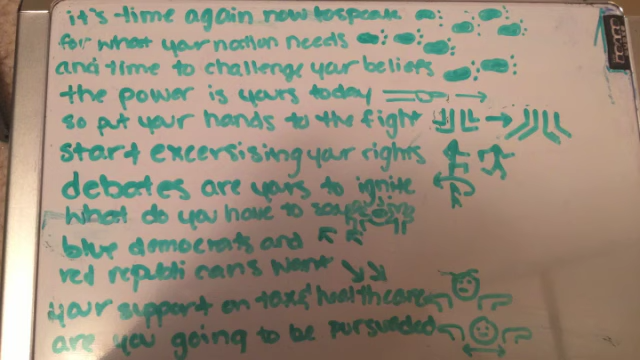 it's time again now to speak
for what your nation needs
and time to challenge your beliefs
the power is yours today
so put your hands to the fight
start excersising your rights
debates are yours to ignite
what do you have to say
blue democrats and
red republicans want
your support on taxes healthcare
are you going to be pursuaded